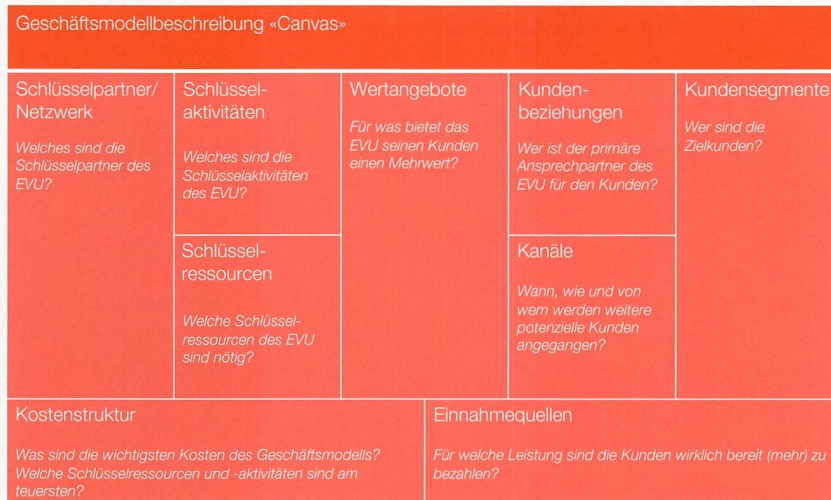 Geschäftsmodellbeschreibung «Canvas»
Schlüsselpartner/
Netzwerk
Welches sind die
Schlüsselpartner des
EVU?
Schlüssel-
aktivitäten
Welches sind die
Schlüsselaktivitäten
des EVU?
Schlüssel-
ressourcen
Welche Schlüssel-
ressourcen des EVU
sind nötig?
Wertangebote
Für was bietet das
EVU seinen Kunden
einen Mehrwert?
Kunden-
beziehungen
Wer ist der primäre
Ansprechpartner des
EVU für den Kunden?
Kanäle
Wann, wie und von
wem werden weitere
potenzielle Kunden
angegangen?
Kundensegmente
Wer sind die
Zielkunden?
Kostenstruktur
Was sind die wichtigsten Kosten des Geschäftsmodells?
Welche Schlüsselressourcen und -aktivitäten sind am
teuersten?
Einnahmequellen
Für welche Leistung sind die Kunden wirklich bereit (mehr) zu
bezahlen?